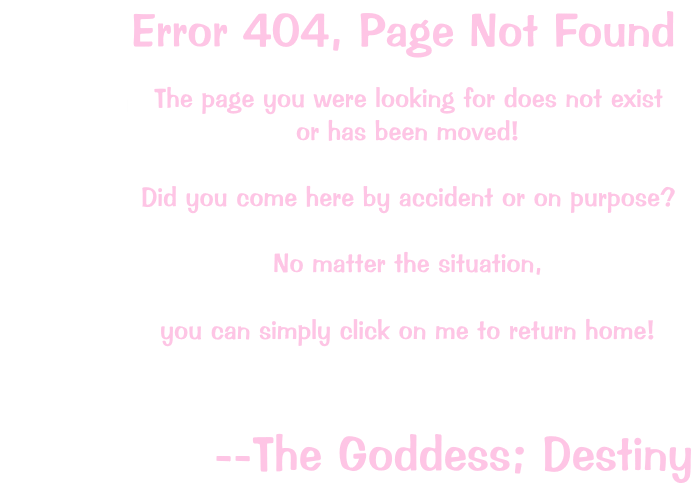 Error 404, Page Not Found
The page you were looking for does not exist
or has been moved!
Did you come here by accident or on purpose?
No matter the situation,
you can simply click on me to return home!
--The Goddess; Destiny